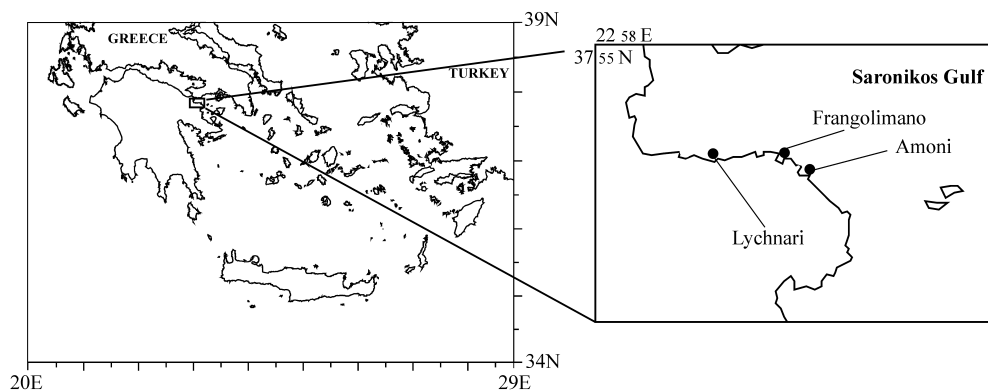 39N
GREECE
TURKEY
34N
20E
29E
22 58 E
37 55 N
Saronikos Gulf
Frangolimano
Amoni
Lychnari